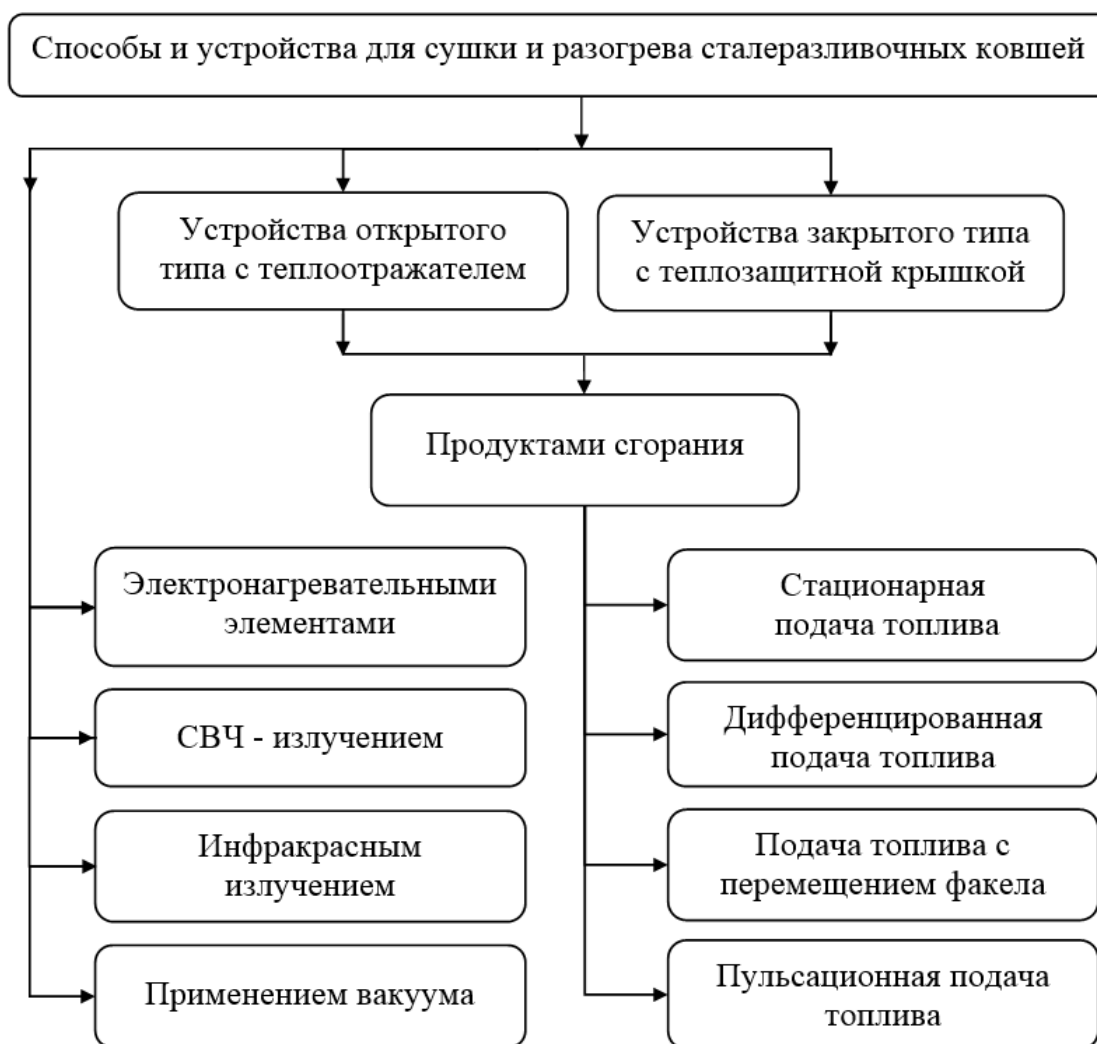 Способы и устройства для сушки и разогрева сталеразливочных ковшей
Устройства открытого
типа с теплоотражателем
Устройства закрытого типа
с теплозащитной крышкой
Продуктами сгорания
Электронагревательными
элементами
СВЧ - излучением
Инфракрасным
излучением
Применением вакуума
Стационарная
подача топлива
Дифференцированная
подача топлива
Подача топлива с
перемещением факела
Пульсационная подача
топлива